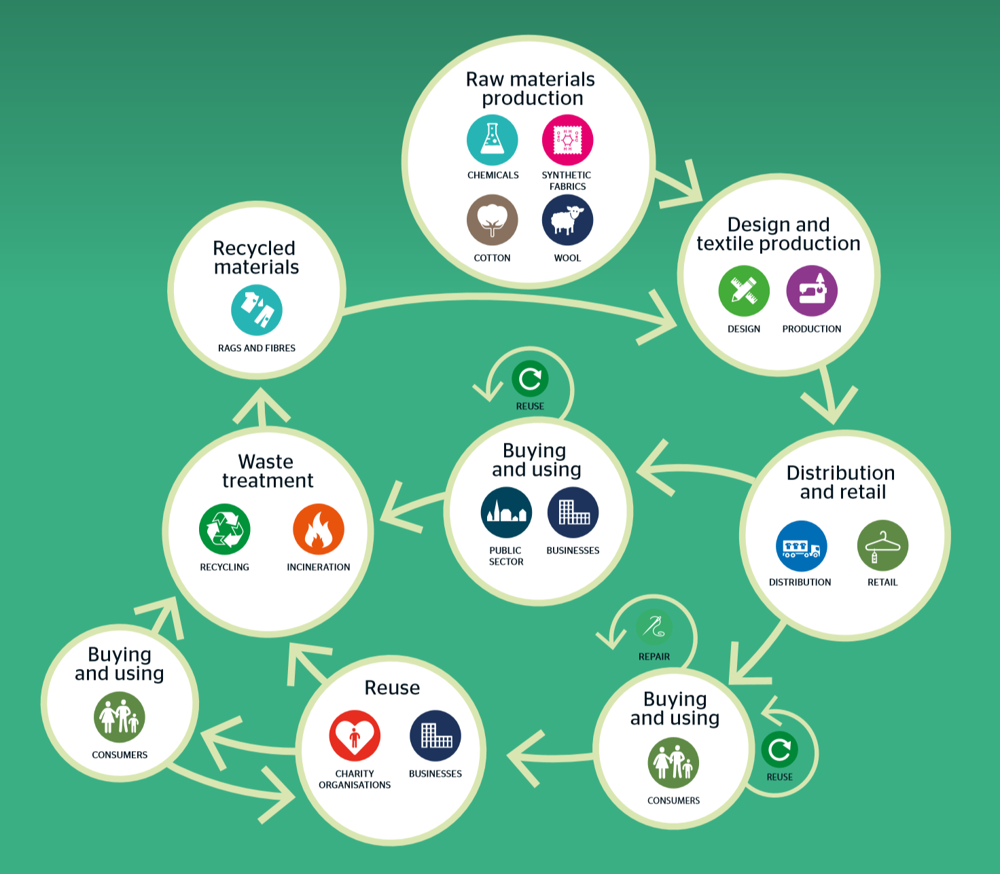 Raw materials
production
CHEMICALS
SYNTHETIC
FABRICS
COTTON
WOOL
Design and
textile production
DESIGN
PRODUCTION
Recycled
materials
RAGS AND FIBRES
REUSE
Waste
treatment
RECYCLING
INCINERATION
Buying
and using
PUBLIC
SECTOR
BUSINESSES
Distribution
and retail
DISTRIBUTION
RETAIL
REPAIR
Buying
and using
CONSUMERS
Reuse
CHARITY
ORGANISATIONS
BUSINESSES
Buying
and using
CONSUMERS
REUSE